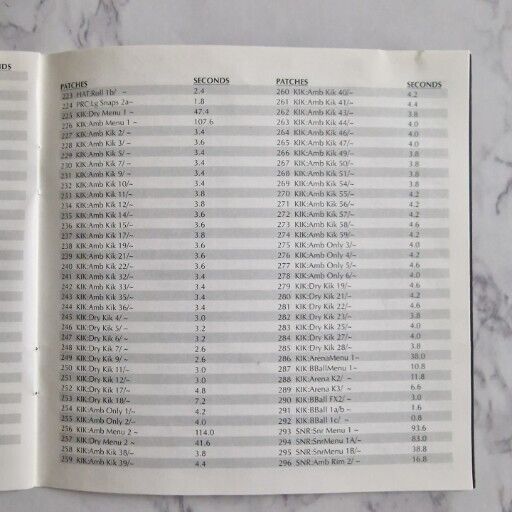 PATCHES SECONDS
223 HAT:Roll 1b/ ~ 2.4
224 PRC:Lg Snaps 2a~ 1.8
225 KIK:Dry Menu 1 ~ 47.4
226 KIK:Amb Menu 1 ~ 107.6
227 KIK:Amb Kik 2/ ~ 3.4
228 KIK:Amb Kik 3/ ~ 3.6
229 KIK:Amb Kik 5/ ~ 3.4
230 KIK:Amb Kik 7/ ~ 3.4
231 KIK:Amb Kik 9/ ~ 3.4
232 KIK:Amb Kik 10/~ 3.4
233 KIK:Amb Kik 11/~ 3.8
234 KIK:Amb Kik 12/~ 3.6
235 KIK:Amb Kik 14/~ 3.6
236 KIK:Amb Kik 15/~ 3.6
237 KIK:Amb Kik 17/~ 3.8
238 KIK:Amb Kik 19/~ 3.6
239 KIK:Amb Kik 21/~ 3.6
240 KIK:Amb Kik 22/~ 3.6
241 KIK:Amb Kik 32/~ 3.4
242 KIK:Amb Kik 33/~ 3.4
243 KIK:Amb Kik 35/~ 3.4
244 KIK:Amb Kik 36/~ 3.4
245 KIK:Dry Kik 4/ ~ 3.0
246 KIK:Dry Kik 5/ ~ 3.2
247 KIK:Dry Kik 6/ ~ 3.2
248 KIK:Dry Kik 7/ ~ 2.6
249 KIK:Dry Kik 9/ ~ 2.6
250 KIK:Dry Kik 11/~ 3.0
251 KIK:Dry Kik 12/~ 3.0
252 KIK:Dry Kik 17/~ 4.8
253 KIK:Dry Kik 18/~ 7.2
254 KIK:Amb Only 1/~ 4.2
255 KIK:Amb Only 2/~ 4.0
256 KIK:Amb Menu 2 ~ 114.0
257 KIK:Dry Menu 2 ~ 41.6
258 KIK:Amb Kik 38/~ 3.8
259 KIK:Amb Kik 39/~ 4.4
PATCHES SECONDS
260 KIK:Amb Kik 40/~ 4.2
261 KIK:Amb Kik 41/~ 4.4
262 KIK:Amb Kik 43/~ 3.8
263 KIK:Amb Kik 44/~ 4.0
264 KIK:Amb Kik 46/~ 4.0
265 KIK:Amb Kik 47/~ 4.0
266 KIK:Amb Kik 49/~ 3.8
267 KIK:Amb Kik 50/~ 3.8
268 KIK:Amb Kik 51/~ 3.8
269 KIK:Amb Kik 54/~ 3.8
270 KIK:Amb Kik 55/~ 4.2
271 KIK:Amb Kik 56/~ 4.2
272 KIK:Amb Kik 57/~ 4.2
273 KIK:Amb Kik 58/~ 4.6
274 KIK:Amb Kik 59/~ 4.2
275 KIK:Amb Only 3/~ 4.0
276 KIK:Amb Only 4/~ 4.2
277 KIK:Amb Only 5/~ 4.6
278 KIK:Amb Only 6/~ 4.0
279 KIK:Dry Kik 19/~ 4.6
280 KIK:Dry Kik 21/~ 4.2
281 KIK:Dry Kik 22/~ 4.6
282 KIK:Dry Kik 23/~ 3.8
283 KIK:Dry Kik 25/~ 4.0
284 KIK:Dry Kik 27/~ 4.0
285 KIK:Dry Kik 28/~ 3.8
286 KIK:ArenaMenu 1~ 38.0
287 KIK:BBallMenu 1~ 10.8
288 KIK:Arena K2/ ~ 11.8
289 KIK:Arena K3/ ~ 6.6
290 KIK:BBall FX2/ ~ 3.0
291 KIK:BBll 1a/b ~ 1.6
292 KIK:BBall 1c/ ~ 0.8
293 SNR:Snr Menu 1 ~ 93.6
294 SNR:SnrMenu 1A/~ 83.0
295 SNR:SnrMenu 1B/~ 38.8
296 SNR:Amb Rim 2/ ~ 16.8